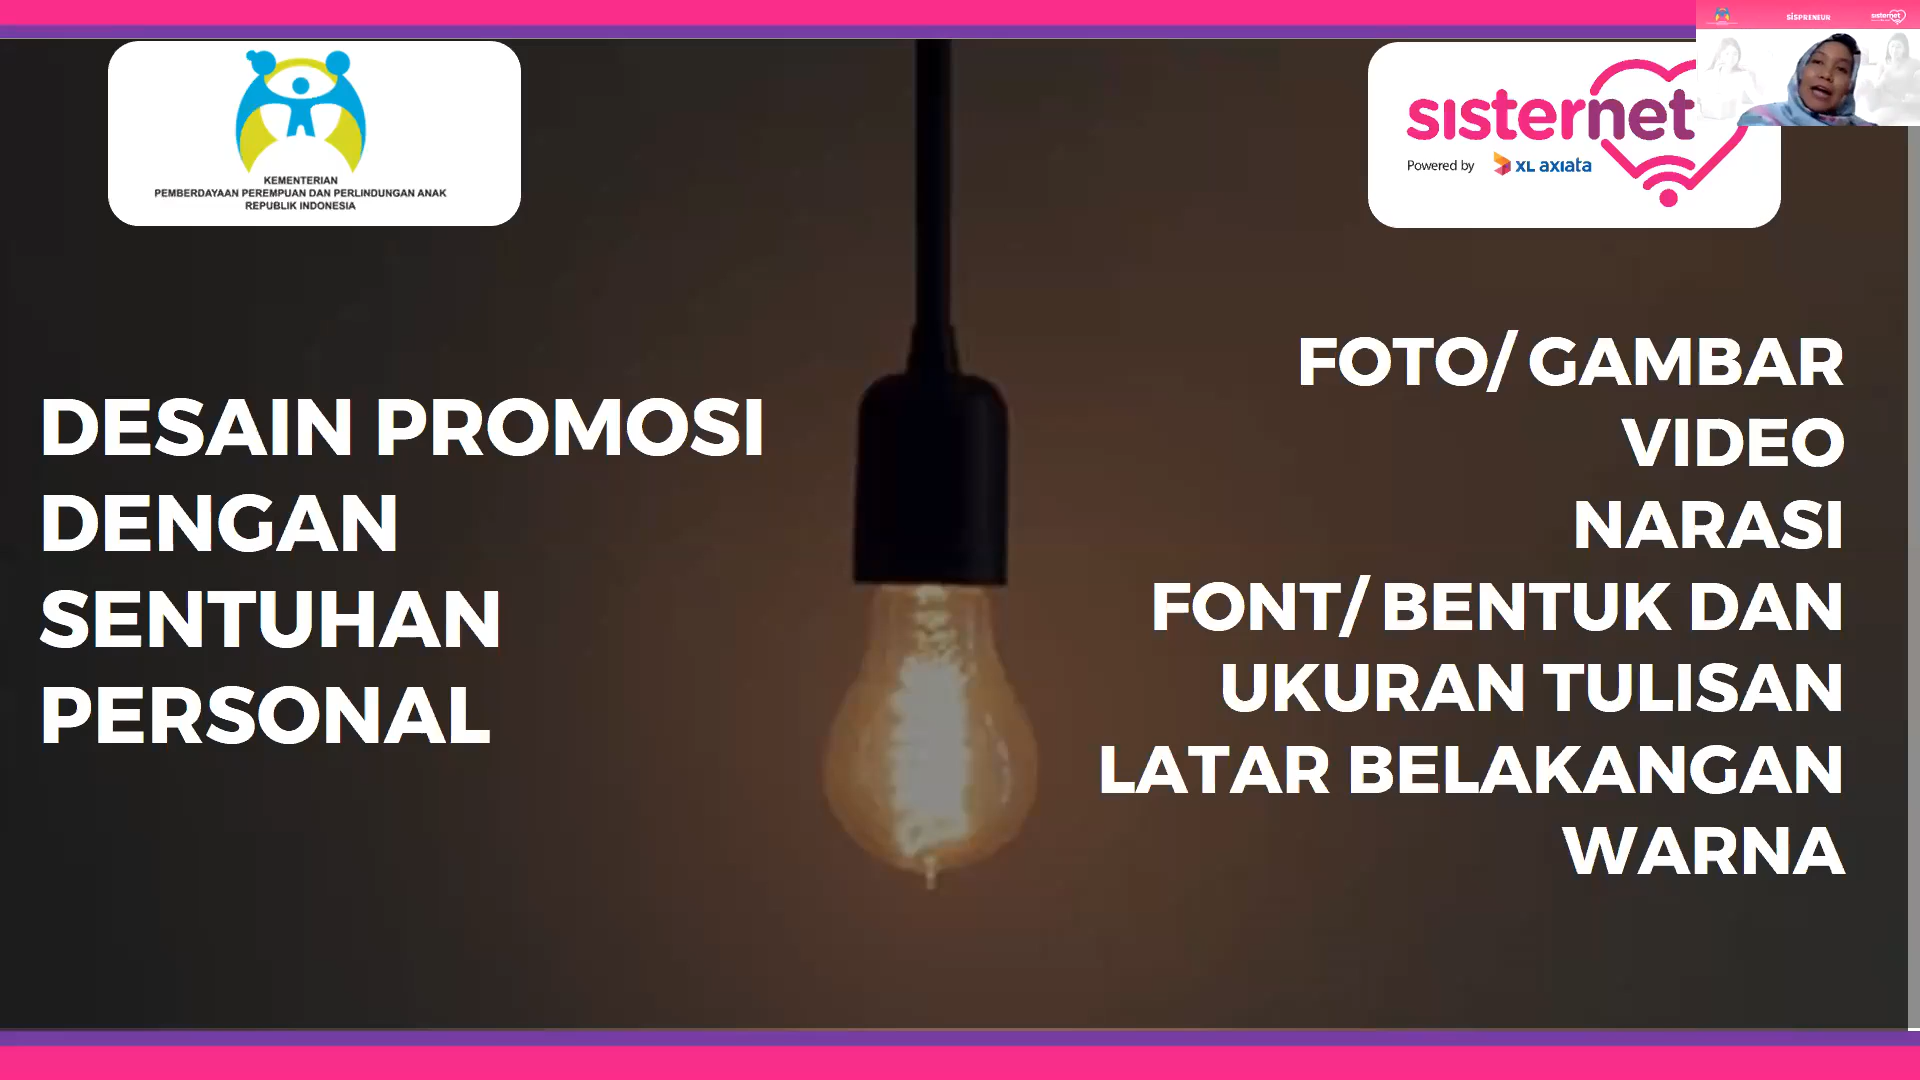 KEMENTERIAN
PEMBERDAYAAN PEREMPUAN DAN PERLINDUNGAN ANAK
REPUBLIK INDONESIA
sisternet
Powered by XL axiata
SISPRENEUR
sisternet
DESAIN PROMOSI
DENGAN
SENTUHAN
PERSONAL
FOTO/ GAMBAR
VIDEO
NARASI
FONT/ BENTUK DAN
UKURAN TULISAN
LATAR BELAKANGAN
WARNA